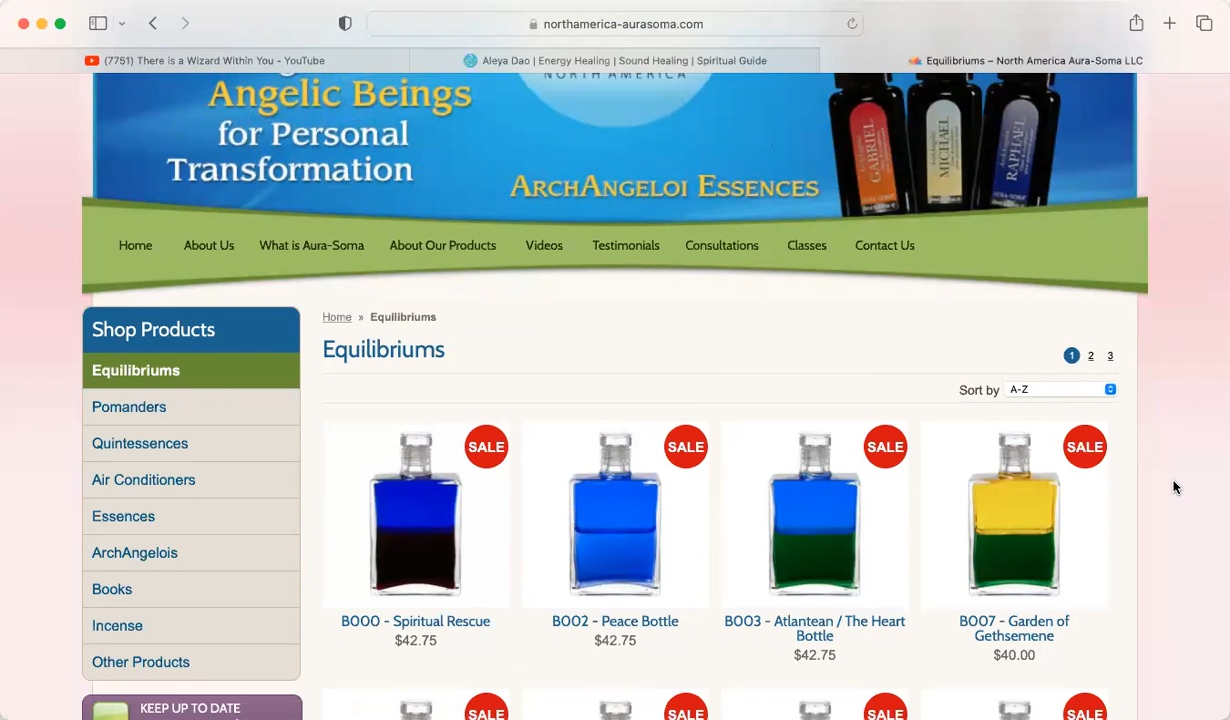 northamerica-aurasoma.com
(7751) There is a Wizard Within You - YouTube
Aleya Dao | Energy Healing | Sound Healing | Spiritual Guide
Equilibriums – North America Aura-Soma LLC
NORTH AMERICA
Angelic Beings
for Personal
Transformation
ARCHANGELOI ESSENCES
GABRIEL
MICHAEL
RAPHAEL
Home
About Us
What is Aura-Soma
About Our Products
Videos
Testimonials
Consultations
Classes
Contact Us
Shop Products
Equilibriums
Pomanders
Quintessences
Air Conditioners
Essences
ArchAngelois
Books
Incense
Other Products
KEEP UP TO DATE
Home » Equilibriums
Equilibriums
1 2 3
Sort by A-Z
SALE
SALE
SALE
SALE
B000 - Spiritual Rescue
$42.75
B002 - Peace Bottle
$42.75
B003 - Atlantean / The Heart
Bottle
$42.75
B007 - Garden of
Gethsemene
$40.00
SALE
SALE
SALE
SALE